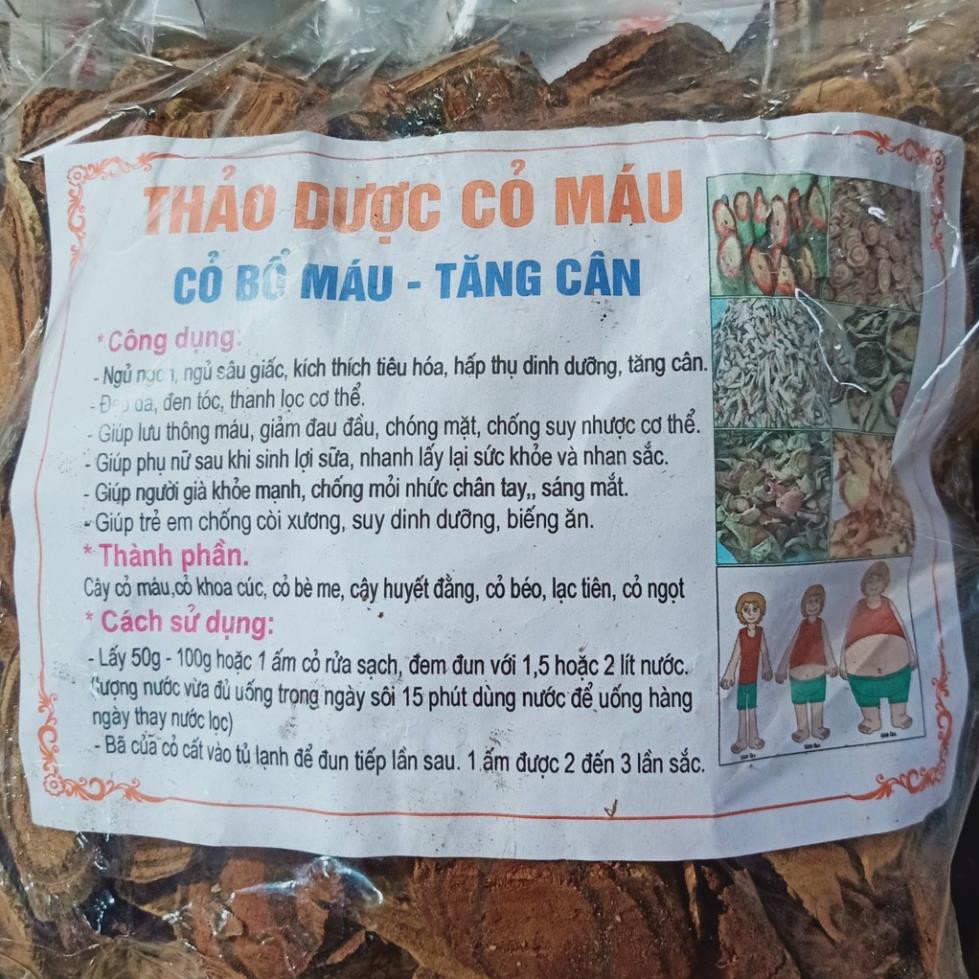 THẢO DƯỢC CỎ MÁU
CỎ BỔ MÁU - TĂNG CÂN
* Công dụng:
- Ngủ ngon, ngủ sâu giấc, kích thích tiêu hóa, hấp thụ dinh dưỡng, tăng cân.
- Đẹp da, đen tóc, thanh lọc cơ thể.
- Giúp lưu thông máu, giảm đau đầu, chóng mặt, chống suy nhược cơ thể.
- Giúp phụ nữ sau khi sinh lợi sữa, nhanh lấy lại sức khỏe và nhan sắc.
- Giúp người già khỏe mạnh, chống mỏi nhức chân tay,, sáng mắt.
- Giúp trẻ em chống còi xương, suy dinh dưỡng, biếng ăn.
* Thành phần.
Cây cỏ máu,cỏ khoa cúc, cỏ bè me, cây huyết đằng, cỏ béo, lạc tiên, cỏ ngọt
* Cách sử dụng:
- Lấy 50g - 100g hoặc 1 ấm cỏ rửa sạch, đem đun với 1,5 hoặc 2 lít nước.
(lượng nước vừa đủ uống trong ngày sôi 15 phút dùng nước để uống hàng
ngày thay nước lọc)
- Bã của cỏ cất vào tủ lạnh để đun tiếp lần sau. 1 ấm được 2 đến 3 lần sắc.